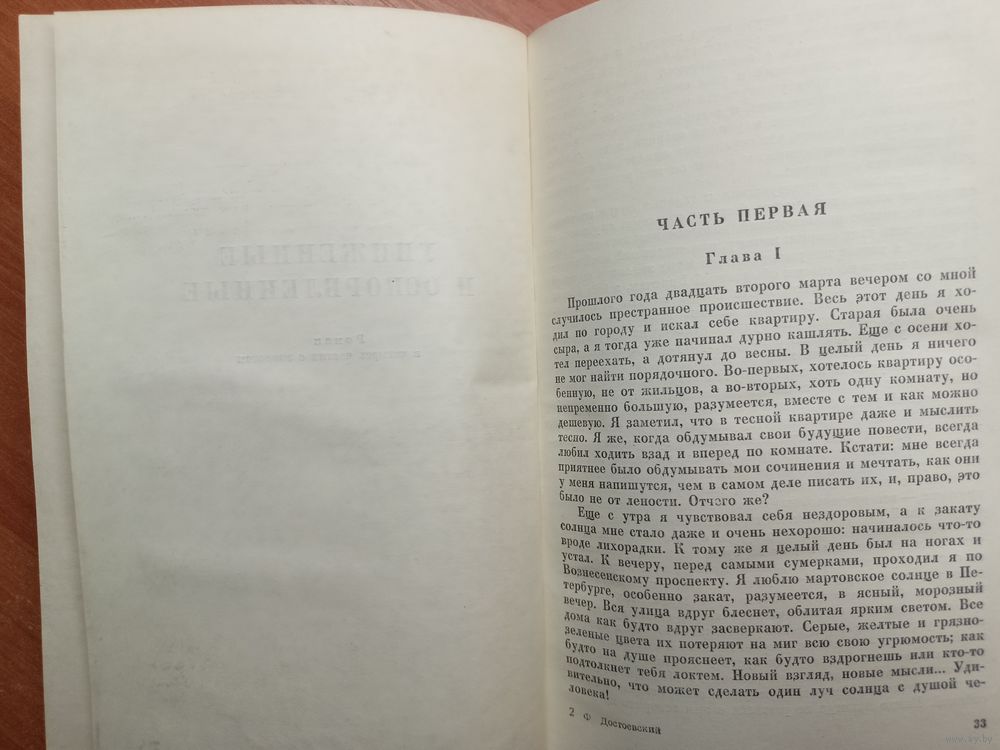 УНИЖЕННЫЕ
И ОСКОРБЛЕННЫЕ
Роман
ЧАСТЬ ПЕРВАЯ
Глава I
Прошлого года двадцать второго марта вечером со мной
случилось престранное происшествие. Весь этот день я хо-
дил по городу и искал себе квартиру. Старая была очень
сыра, а я тогда уже начинал дурно кашлять. Еще с осени хо-
тел переехать, а дотянул до весны. В целый день я ничего
не мог найти порядочного. Во-первых, хотелось квартиру осо-
бенную, не от жильцов, а во-вторых, хоть одну комнату, но
непременно большую, разумеется, вместе с тем и как можно
дешевую. Я заметил, что в тесной квартире даже и мыслить
тесно. Я же, когда обдумывал свои будущие повести, всегда
любил ходить взад и вперед по комнате. Кстати: мне всегда
приятнее было обдумывать мои сочинения и мечтать, как они
у меня напишутся, чем в самом деле писать их, и, право, это
было не от лености. Отчего же?
Еще с утра я чувствовал себя нездоровым, а к закату
солнца мне стало даже и очень нехорошо: начиналось что-то
вроде лихорадки. К тому же я целый день был на ногах и
устал. К вечеру, перед самыми сумерками, проходил я по
Вознесенскому проспекту. Я люблю мартовское солнце в Пе-
тербурге, особенно закат, разумеется, в ясный, морозный
вечер. Вся улица вдруг блеснет, облитая ярким светом. Все
дома как будто вдруг засверкают. Серые, желтые и грязно-
зеленые цвета их потеряют на миг всю свою угрюмость; как
будто на душе прояснеет, как будто вздрогнешь или кто-то
подтолкнет тебя локтем. Новый взгляд, новые мысли... Уди-
вительно, что может сделать один луч солнца с душой че-
ловека!
2 Ф Достоевский
33